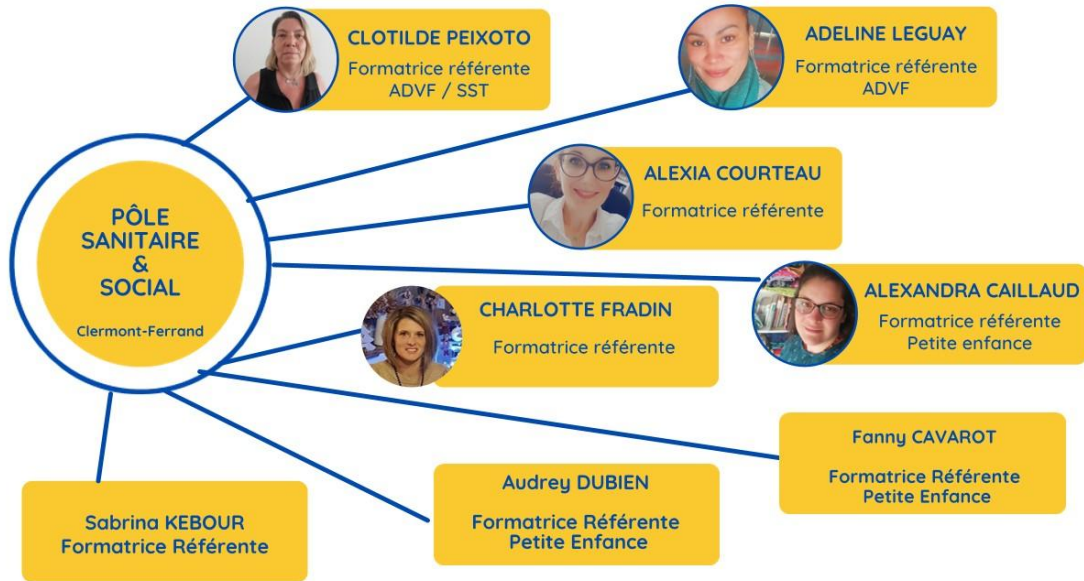 CLOTILDE PEIXOTO
Formatrice référente
ADVF / SST
ADELINE LEGUAY
Formatrice référente
ADVF
ALEXIA COURTEAU
Formatrice référente
PÔLE
SANITAIRE
&
SOCIAL
Clermont-Ferrand
ALEXANDRA CAILLAUD
Formatrice référente
Petite enfance
CHARLOTTE FRADIN
Formatrice référente
Fanny CAVAROT
Formatrice Référente
Petite Enfance
Audrey DUBIEN
Formatrice Référente
Petite Enfance
Sabrina KEBOUR
Formatrice Référente